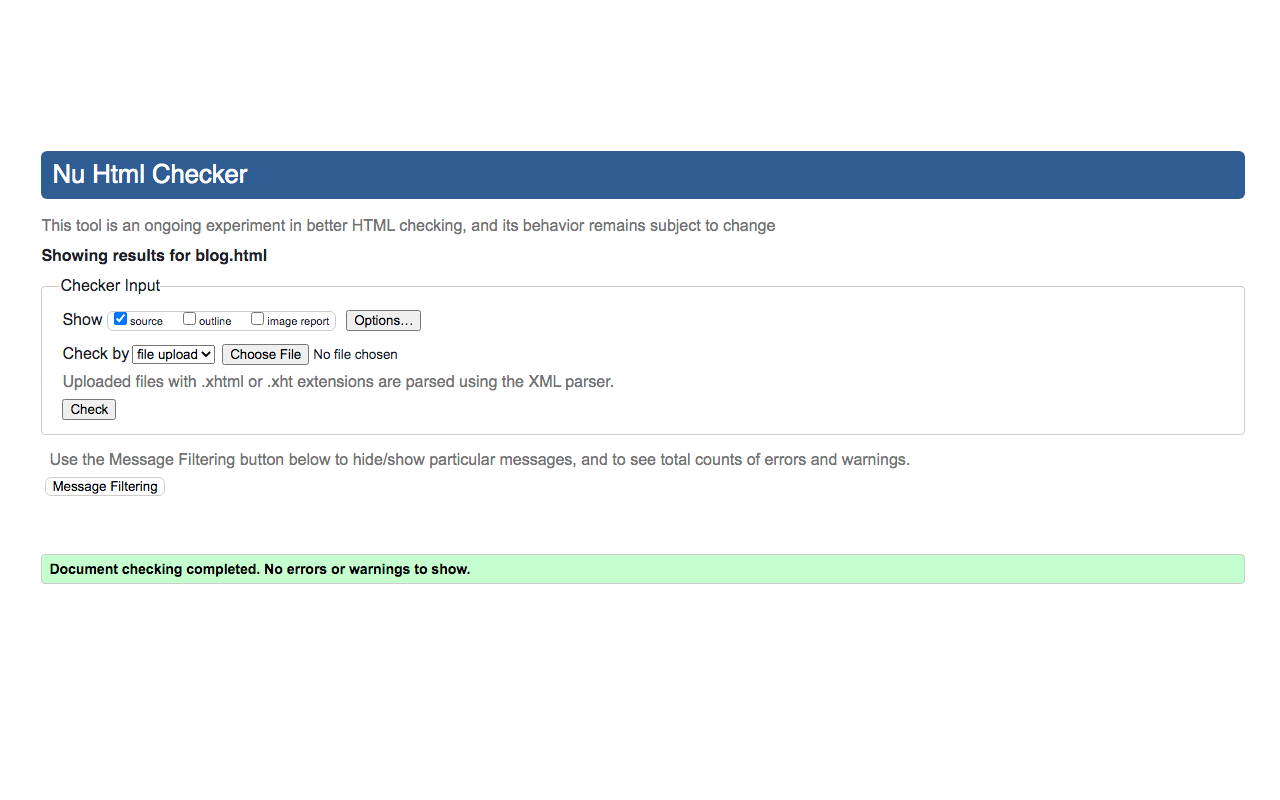 Nu Html Checker
This tool is an ongoing experiment in better HTML checking, and its behavior remains subject to change
Showing results for blog.html
Checker Input
Show source outline image report Options...
Check by file upload Choose File No file chosen
Uploaded files with .xhtml or .xht extensions are parsed using the XML parser.
Check
Use the Message Filtering button below to hide/show particular messages, and to see total counts of errors and warnings.
Message Filtering
Document checking completed. No errors or warnings to show.